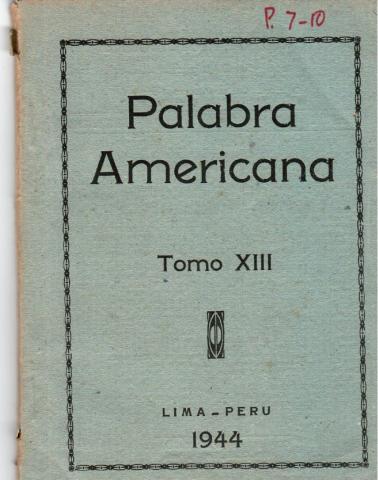 P. 7-10
Palabra
Americana
Tomo XIII
LIMA - PERU
1944